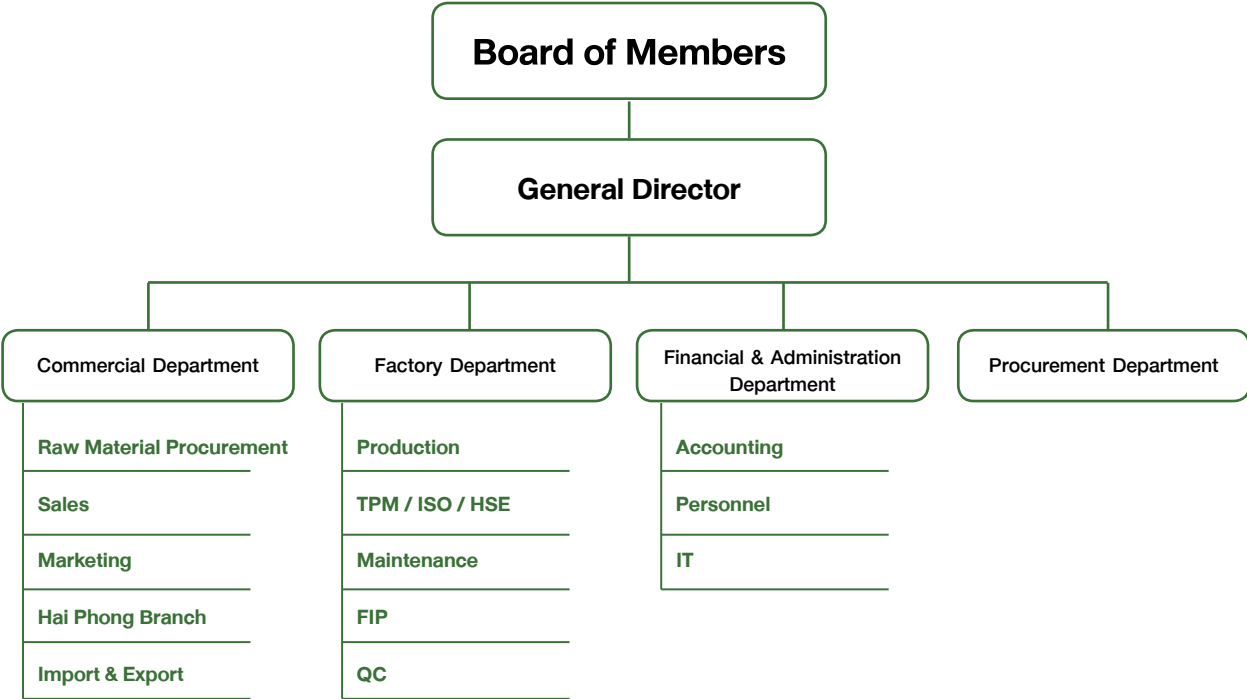 Board of Members
General Director
Commercial Department
Raw Material Procurement
Sales
Marketing
Hai Phong Branch
Import & Export
Factory Department
Production
TPM / ISO / HSE
Maintenance
FIP
QC
Financial & Administration
Department
Accounting
Personnel
IT
Procurement Department